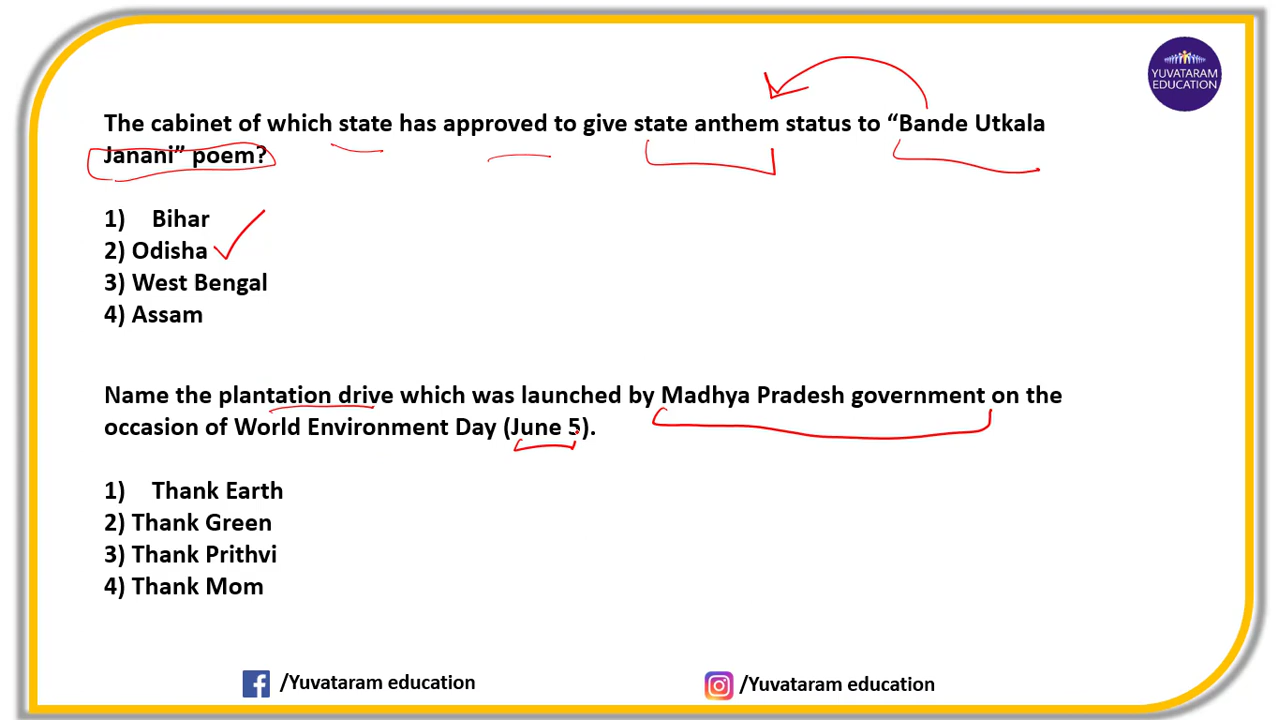 YUVATARAM
EDUCATION
The cabinet of which state has approved to give state anthem status to “Bande Utkala
Janani” poem?
1) Bihar
2) Odisha
3) West Bengal
4) Assam
Name the plantation drive which was launched by Madhya Pradesh government on the
occasion of World Environment Day (June 5).
1) Thank Earth
2) Thank Green
3) Thank Prithvi
4) Thank Mom
/Yuvataram education
/Yuvataram education